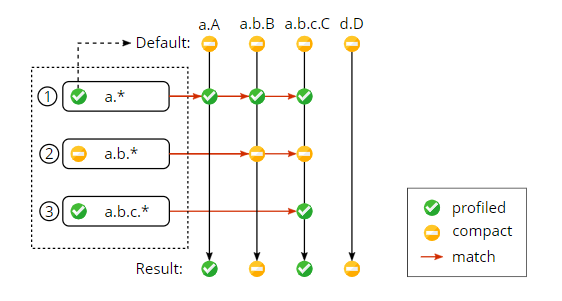 a.A a.b.B a.b.c.C d.D
Default:
1 a.*
2 a.b.*
3 a.b.c.*
profiled
compact
match
Result: